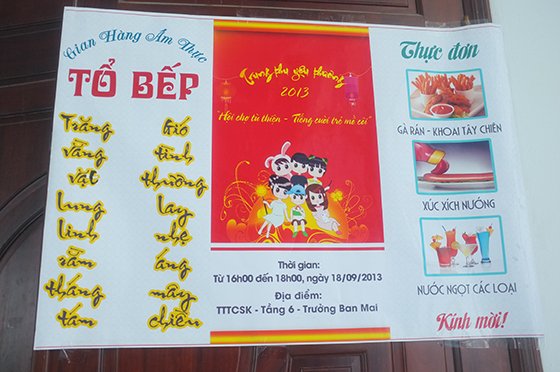 Gian Hàng Ẩm Thực
TỔ BẾP
Trăng Gió
vằng tình
vặc thương
lung lay
linh nhẹ
rằm áng
tháng mây
tám chiều
Trung thu yêu thương
2013
"Hội chợ từ thiện - Tiếng cười trẻ mồ côi"
Thời gian:
Từ 16h00 đến 18h00, ngày 18/09/2013
Địa điểm:
TTTCSK - Tầng 6 - Trường Ban Mai
Thực đơn
GÀ RÁN - KHOAI TÂY CHIÊN
XÚC XÍCH NƯỚNG
NƯỚC NGỌT CÁC LOẠI
Kính mời!